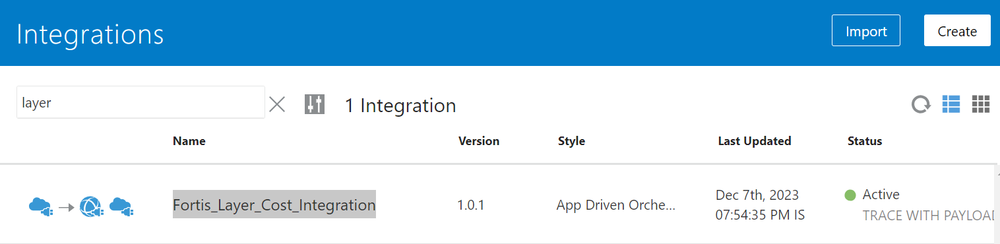 Integrations
Import
Create
layer
1 Integration
Name Version Style Last Updated Status
Fortis_Layer_Cost_Integration 1.0.1 App Driven Orche... Dec 7th, 2023 Active
07:54:35 PM IS TRACE WITH PAYLOAD